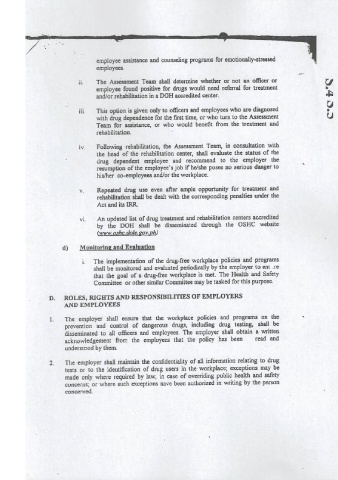 employee assistance and counseling programs for emotionally-stressed
employees.
ii. The Assessment Team shall determine whether or not an officer or
employee found positive for drugs would need referral for treatment
and/or rehabilitation in a DOH accredited center.
iii. This option is given only to officers and employees who are diagnosed
with drug dependence for the first time, or who turn to the Assessment
Team for assistance, or who would benefit from the treatment and
rehabilitation.
iv. Following rehabilitation, the Assessment Team, in consultation with
the head of the rehabilitation center, shall evaluate the status of the
drug dependent employee and recommend to the employer the
resumption of the employee's job if he/she poses no serious danger to
his/her co-employees and/or the workplace.
v. Repeated drug use even after ample opportunity for treatment and
rehabilitation shall be dealt with the corresponding penalties under the
Act and its IRR.
vi. An updated list of drug treatment and rehabilitation centers accredited
by the DOH shall be disseminated through the OSHC website
(www.oshc.dole.gov.ph)
d) Monitoring and Evaluation
i. The implementation of the drug-free workplace policies and programs
shall be monitored and evaluated periodically by the employer to ensure
that the goal of a drug-free workplace is met. The Health and Safety
Committee or other similar Committee may be tasked for this purpose.
D. ROLES, RIGHTS AND RESPONSIBILITIES OF EMPLOYERS
AND EMPLOYEES
1. The employer shall ensure that the workplace policies and programs on the
prevention and control of dangerous drugs, including drug testing, shall be
disseminated to all officers and employees. The employer shall obtain a written
acknowledgement from the employees that the policy has been read and
understood by them.
2. The employer shall maintain the confidentiality of all information relating to drug
tests or to the identification of drug users in the workplace; exceptions may be
made only where required by law, in case of overriding public health and safety
concerns; or where such exceptions have been authorized in writing by the person
concerned.